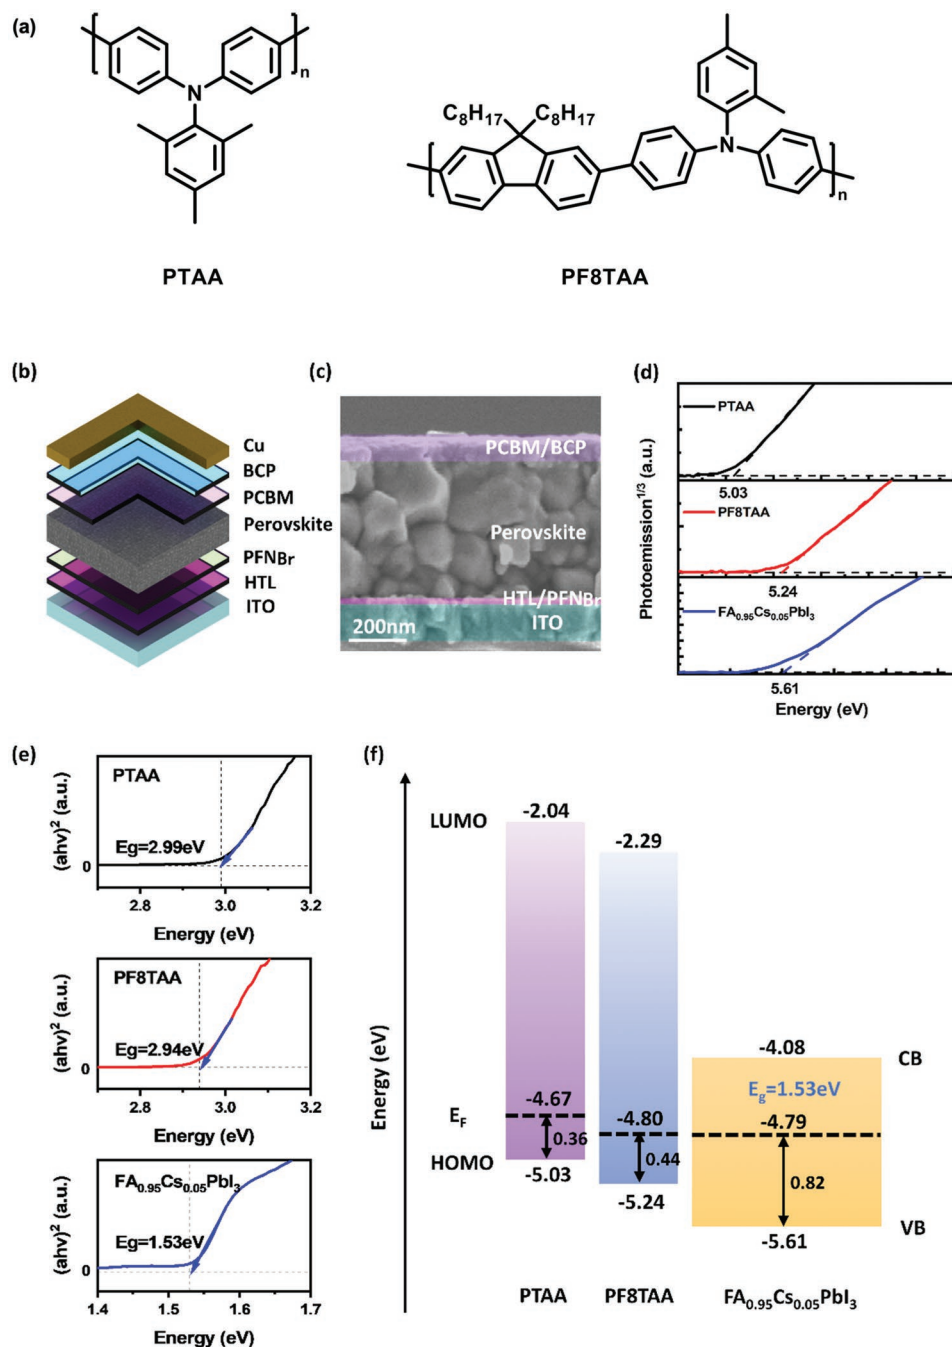 (a)
n
N
C8H17 C8H17
N
n
PTAA
PF8TAA
(b)
Cu
BCP
PCBM
Perovskite
PFNBr
HTL
ITO
(c)
PCBM/BCP
Perovskite
HTL/PFNBr
ITO
200nm
(d)
Photoemission^1/3 (a.u.)
PTAA
5.03
PF8TAA
5.24
FA0.95Cs0.05PbI3
5.61
Energy (eV)
(e)
(ahv)² (a.u.)
PTAA
Eg=2.99eV
0
2.8 3.0 3.2
Energy (eV)
(ahv)² (a.u.)
PF8TAA
Eg=2.94eV
0
2.8 3.0 3.2
Energy (eV)
(ahv)² (a.u.)
FA0.95Cs0.05PbI3
Eg=1.53eV
0
1.4 1.5 1.6 1.7
Energy (eV)
(f)
Energy (eV)
LUMO
-2.04
-2.29
-4.08
CB
Eg=1.53eV
EF
-4.67
-4.80
-4.79
0.36
0.44
0.82
HOMO
-5.03
-5.24
-5.61
VB
PTAA
PF8TAA
FA0.95Cs0.05PbI3